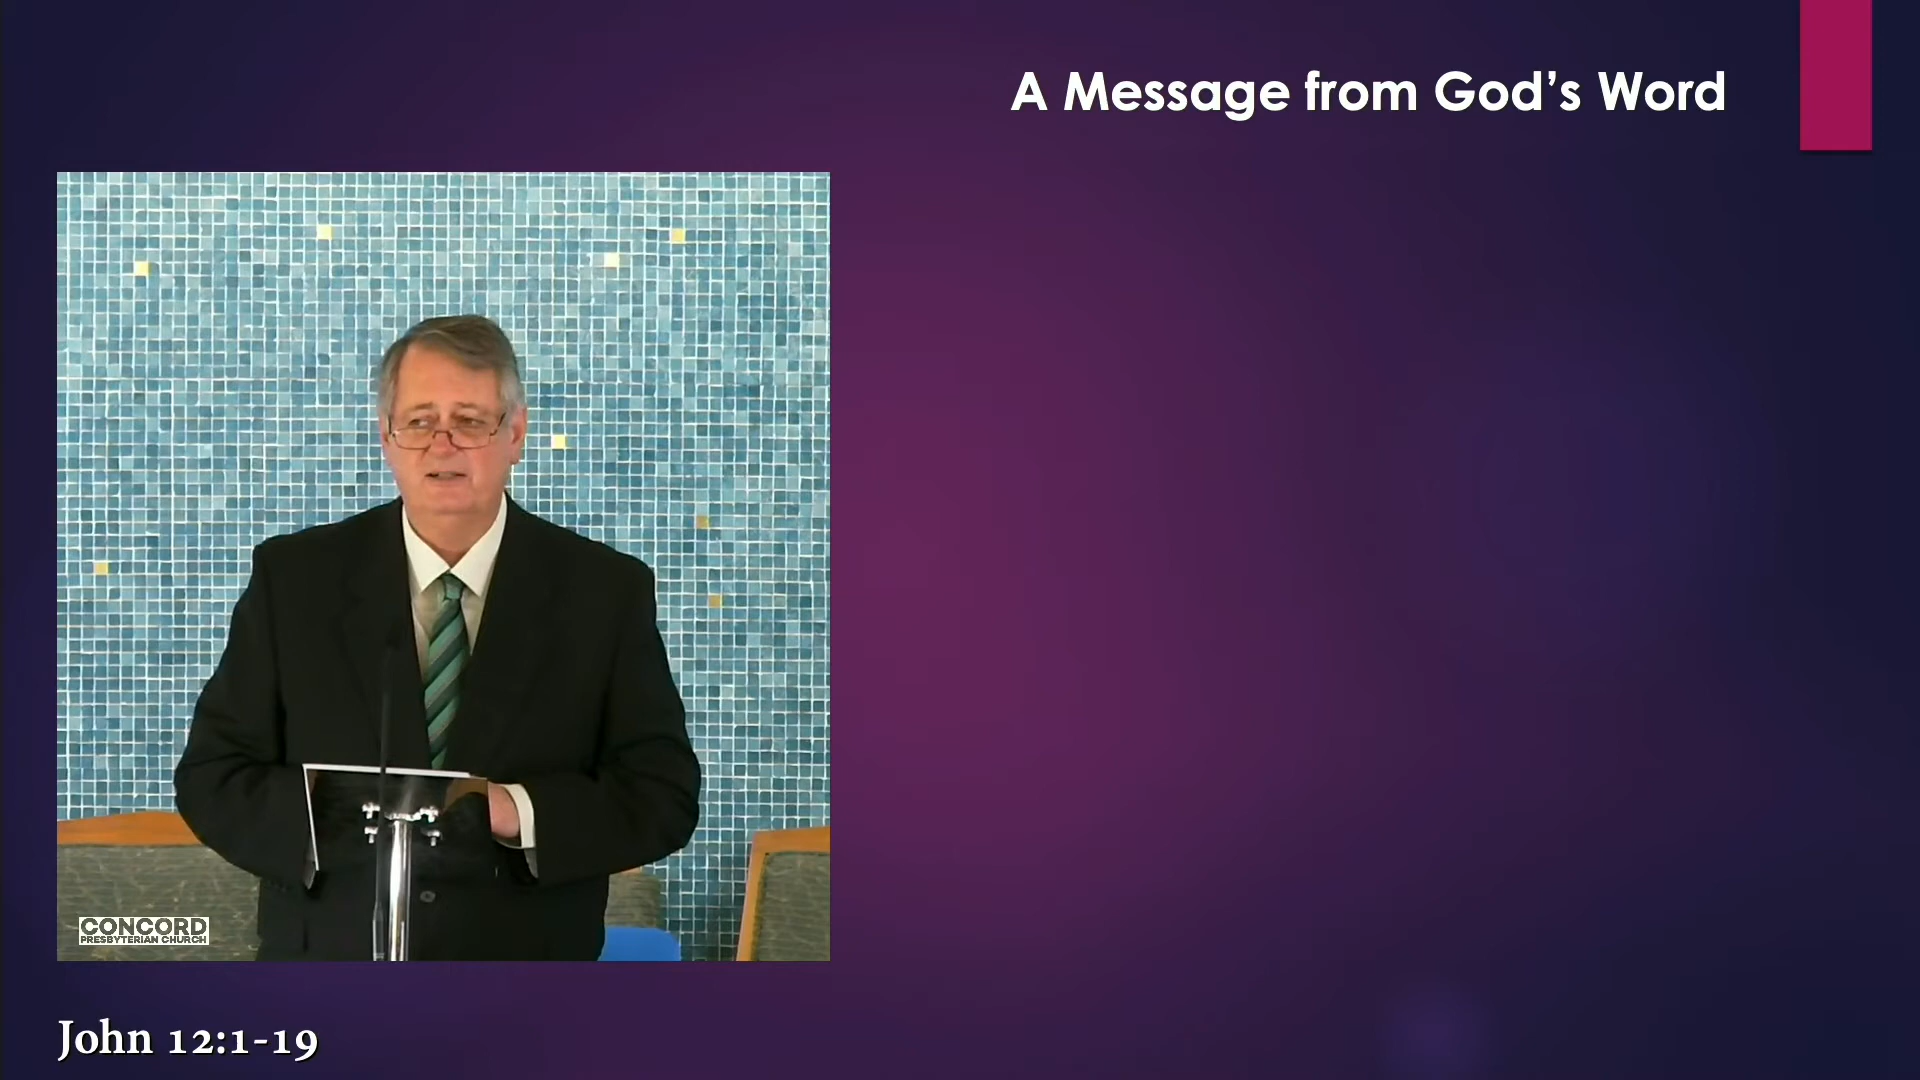 A Message from God's Word
CONCORD
PRESBYTERIAN CHURCH
John 12:1-19